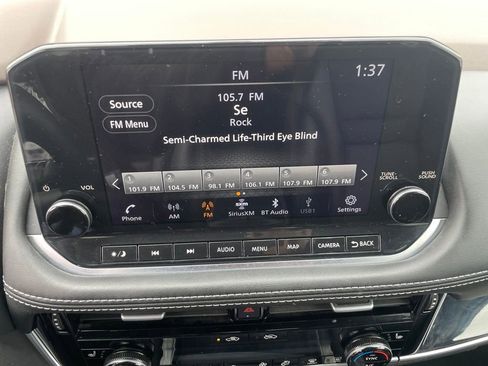 FM
1:37
105.7 FM
Source
Se
FM Menu
Rock
Semi-Charmed Life-Third Eye Blind
1 2 3 4 5 6
101.9 FM 104.5 FM 98.1 FM 106.1 FM 107.9 FM 107.9 FM
VOL
TUNE-SCROLL
PUSH SOUND
Phone AM FM SiriusXM BT Audio USB1 Settings
AUDIO MENU MAP CAMERA BACK
SYNC